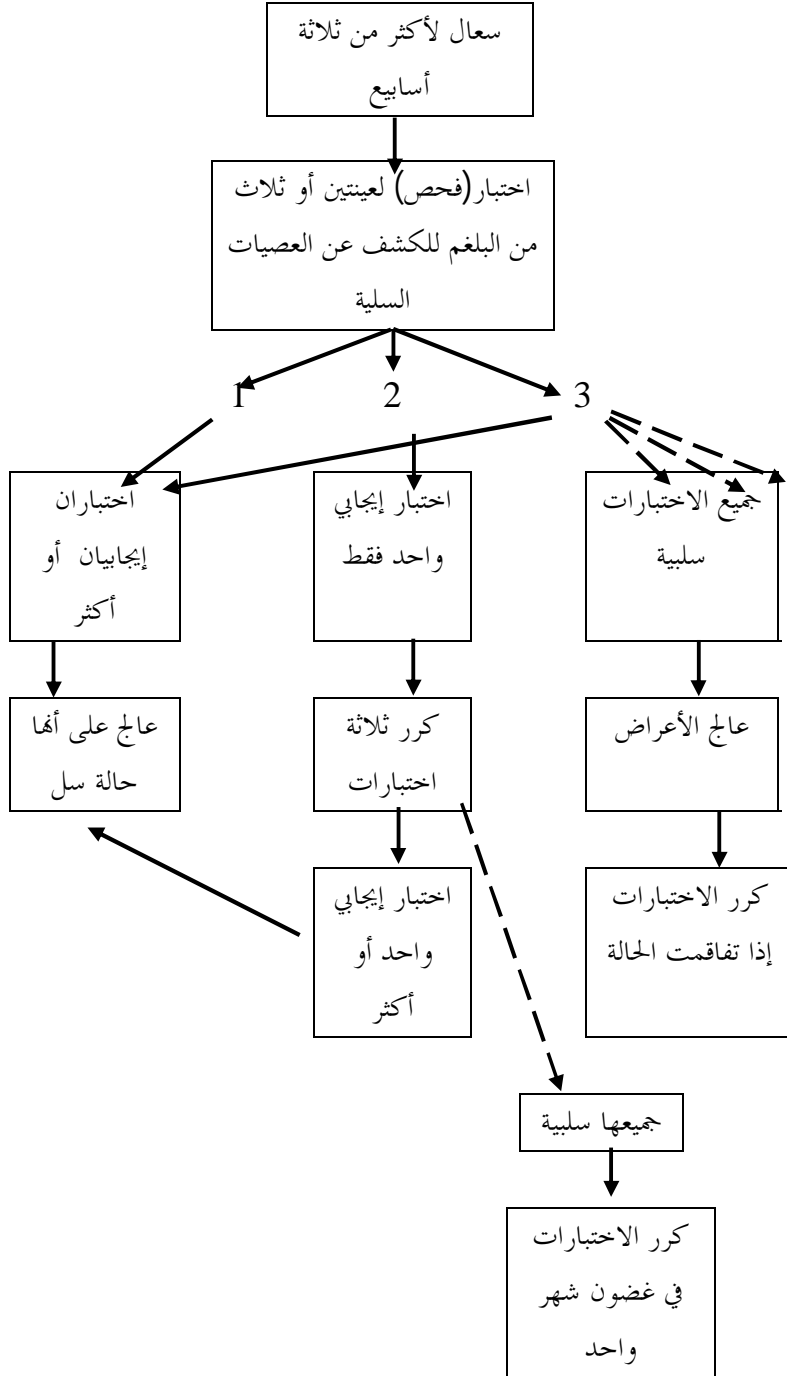 سعال لأكثر من ثلاثة
أسابيع
اختبار(فحص) لعينتين أو ثلاث
من البلغم للكشف عن العصيات
السلية
1
2
3
اختباران
إيجابيان أو
أكثر
اختبار إيجابي
واحد فقط
جميع الاختبارات
سلبية
عالج على أنها
حالة سل
كرر ثلاثة
اختبارات
عالج الأعراض
اختبار إيجابي
واحد أو
أكثر
كرر الاختبارات
إذا تفاقمت الحالة
جميعها سلبية
كرر الاختبارات
في غضون شهر
واحد